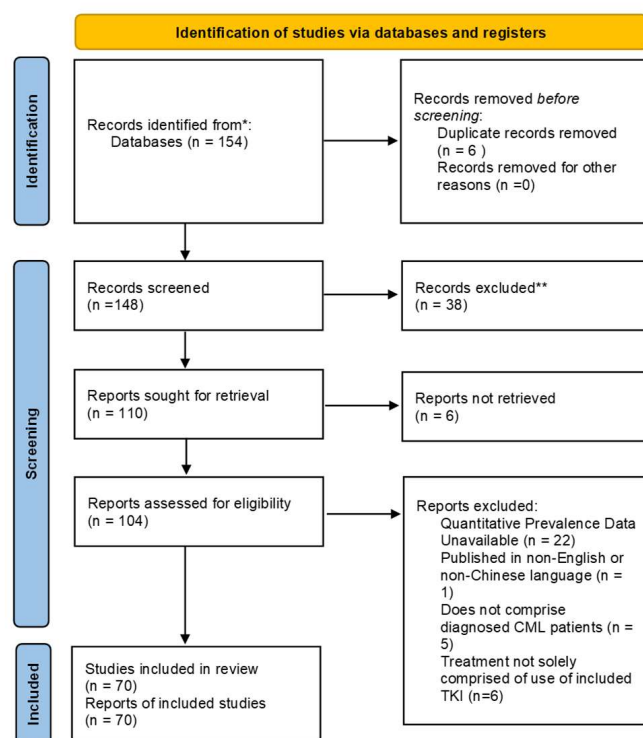 Identification of studies via databases and registers
Identification
Records identified from*:
Databases (n = 154)
Records removed before
screening:
Duplicate records removed
(n = 6 )
Records removed for other
reasons (n =0)
Screening
Records screened
(n =148)
Records excluded**
(n = 38)
Reports sought for retrieval
(n = 110)
Reports not retrieved
(n = 6)
Reports assessed for eligibility
(n = 104)
Reports excluded:
Quantitative Prevalence Data
Unavailable (n = 22)
Published in non-English or
non-Chinese language (n =
1)
Does not comprise
diagnosed CML patients (n =
5)
Treatment not solely
comprised of use of included
TKI (n=6)
Included
Studies included in review
(n = 70)
Reports of included studies
(n = 70)